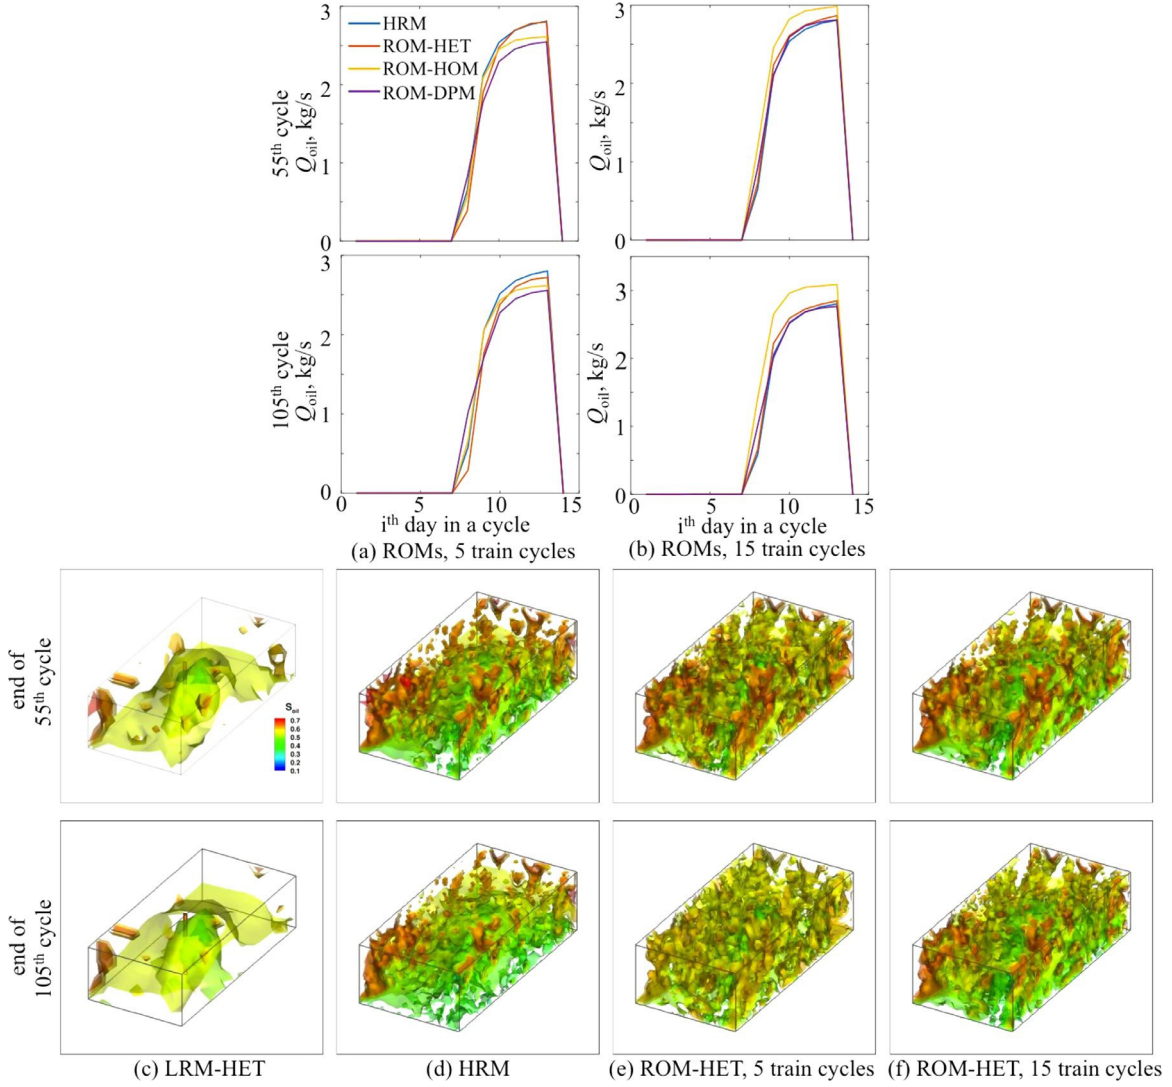 3
HRM
ROM-HET
ROM-HOM
ROM-DPM
2
1
0
55th cycle
Qoil, kg/s
3
2
1
0
Qoil, kg/s
3
2
1
0
0
5
10
15
105th cycle
Qoil, kg/s
ith day in a cycle
(a) ROMs, 5 train cycles
3
2
1
0
0
5
10
15
Qoil, kg/s
ith day in a cycle
(b) ROMs, 15 train cycles
end of
55th cycle
Soil
0.7
0.6
0.5
0.4
0.3
0.2
0.1
end of
105th cycle
(c) LRM-HET
(d) HRM
(e) ROM-HET, 5 train cycles
(f) ROM-HET, 15 train cycles